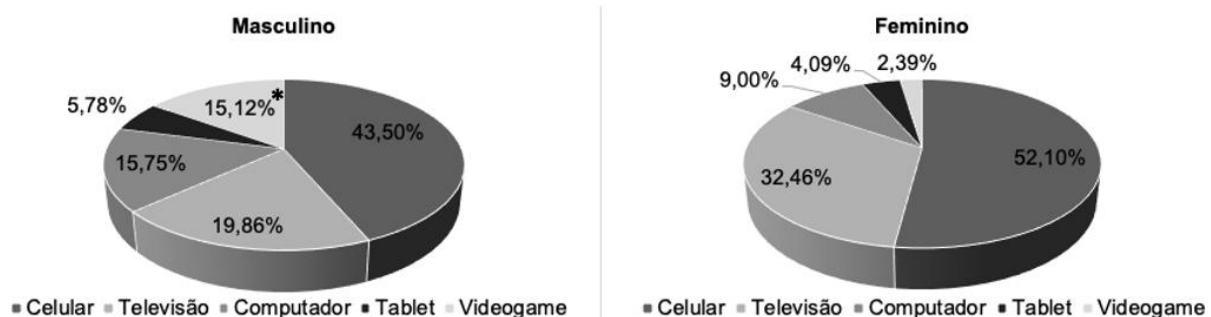 Masculino
15,12%*
5,78%
43,50%
15,75%
19,86%
Celular Televisão Computador Tablet Videogame
Feminino
4,09% 2,39%
9,00%
52,10%
32,46%
Celular Televisão Computador Tablet Videogame